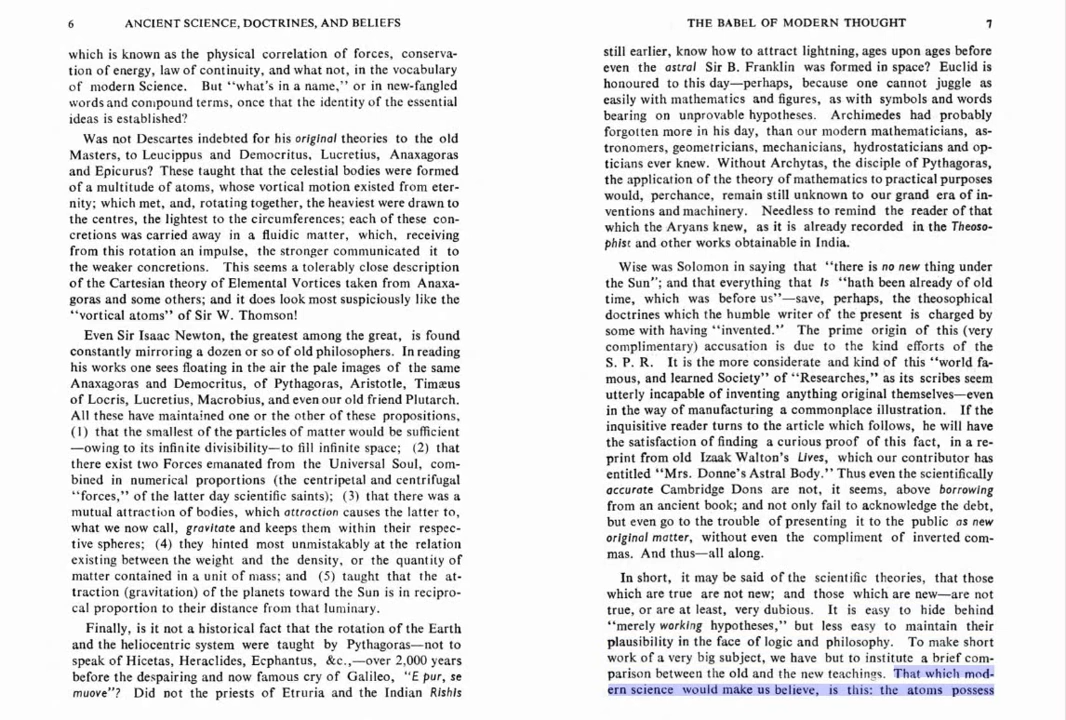 6 ANCIENT SCIENCE, DOCTRINES, AND BELIEFS
which is known as the physical correlation of forces, conserva-
tion of energy, law of continuity, and what not, in the vocabulary
of modern Science. But "what's in a name," or in new-fangled
words and compound terms, once that the identity of the essential
ideas is established?
Was not Descartes indebted for his original theories to the old
Masters, to Leucippus and Democritus, Lucretius, Anaxagoras
and Epicurus? These taught that the celestial bodies were formed
of a multitude of atoms, whose vortical motion existed from eter-
nity; which met, and, rotating together, the heaviest were drawn to
the centres, the lightest to the circumferences; each of these con-
cretions was carried away in a fluidic matter, which, receiving
from this rotation an impulse, the stronger communicated it to
the weaker concretions. This seems a tolerably close description
of the Cartesian theory of Elemental Vortices taken from Anaxa-
goras and some others; and it does look most suspiciously like the
"vortical atoms" of Sir W. Thomson!
Even Sir Isaac Newton, the greatest among the great, is found
constantly mirroring a dozen or so of old philosophers. In reading
his works one sees floating in the air the pale images of the same
Anaxagoras and Democritus, of Pythagoras, Aristotle, Timæus
of Locris, Lucretius, Macrobius, and even our old friend Plutarch.
All these have maintained one or the other of these propositions,
(1) that the smallest of the particles of matter would be sufficient
—owing to its infinite divisibility—to fill infinite space; (2) that
there exist two Forces emanated from the Universal Soul, com-
bined in numerical proportions (the centripetal and centrifugal
"forces," of the latter day scientific saints); (3) that there was a
mutual attraction of bodies, which attraction causes the latter to,
what we now call, gravitate and keeps them within their respec-
tive spheres; (4) they hinted most unmistakably at the relation
existing between the weight and the density, or the quantity of
matter contained in a unit of mass; and (5) taught that the at-
traction (gravitation) of the planets toward the Sun is in recipro-
cal proportion to their distance from that luminary.
Finally, is it not a historical fact that the rotation of the Earth
and the heliocentric system were taught by Pythagoras—not to
speak of Hicetas, Heraclides, Ecphantus, &c.,—over 2,000 years
before the despairing and now famous cry of Galileo, "E pur, se
muove"? Did not the priests of Etruria and the Indian Rishis
THE BABEL OF MODERN THOUGHT 7
still earlier, know how to attract lightning, ages upon ages before
even the astral Sir B. Franklin was formed in space? Euclid is
honoured to this day—perhaps, because one cannot juggle as
easily with mathematics and figures, as with symbols and words
bearing on unprovable hypotheses. Archimedes had probably
forgotten more in his day, than our modern mathematicians, as-
tronomers, geometricians, mechanicians, hydrostaticians and op-
ticians ever knew. Without Archytas, the disciple of Pythagoras,
the application of the theory of mathematics to practical purposes
would, perchance, remain still unknown to our grand era of in-
ventions and machinery. Needless to remind the reader of that
which the Aryans knew, as it is already recorded in the Theoso-
phist and other works obtainable in India.
Wise was Solomon in saying that "there is no new thing under
the Sun"; and that everything that is "hath been already of old
time, which was before us"—save, perhaps, the theosophical
doctrines which the humble writer of the present is charged by
some with having "invented." The prime origin of this (very
complimentary) accusation is due to the kind efforts of the
S. P. R. It is the more considerate and kind of this "world fa-
mous, and learned Society" of "Researches," as its scribes seem
utterly incapable of inventing anything original themselves—even
in the way of manufacturing a commonplace illustration. If the
inquisitive reader turns to the article which follows, he will have
the satisfaction of finding a curious proof of this fact, in a re-
print from old Izaak Walton's Lives, which our contributor has
entitled "Mrs. Donne's Astral Body." Thus even the scientifically
accurate Cambridge Dons are not, it seems, above borrowing
from an ancient book; and not only fail to acknowledge the debt,
but even go to the trouble of presenting it to the public as new
original matter, without even the compliment of inverted com-
mas. And thus—all along.
In short, it may be said of the scientific theories, that those
which are true are not new; and those which are new—are not
true, or are at least, very dubious. It is easy to hide behind
"merely working hypotheses," but less easy to maintain their
plausibility in the face of logic and philosophy. To make short
work of a very big subject, we have but to institute a brief com-
parison between the old and the new teachings. That which mod-
ern science would make us believe, is this: the atoms possess